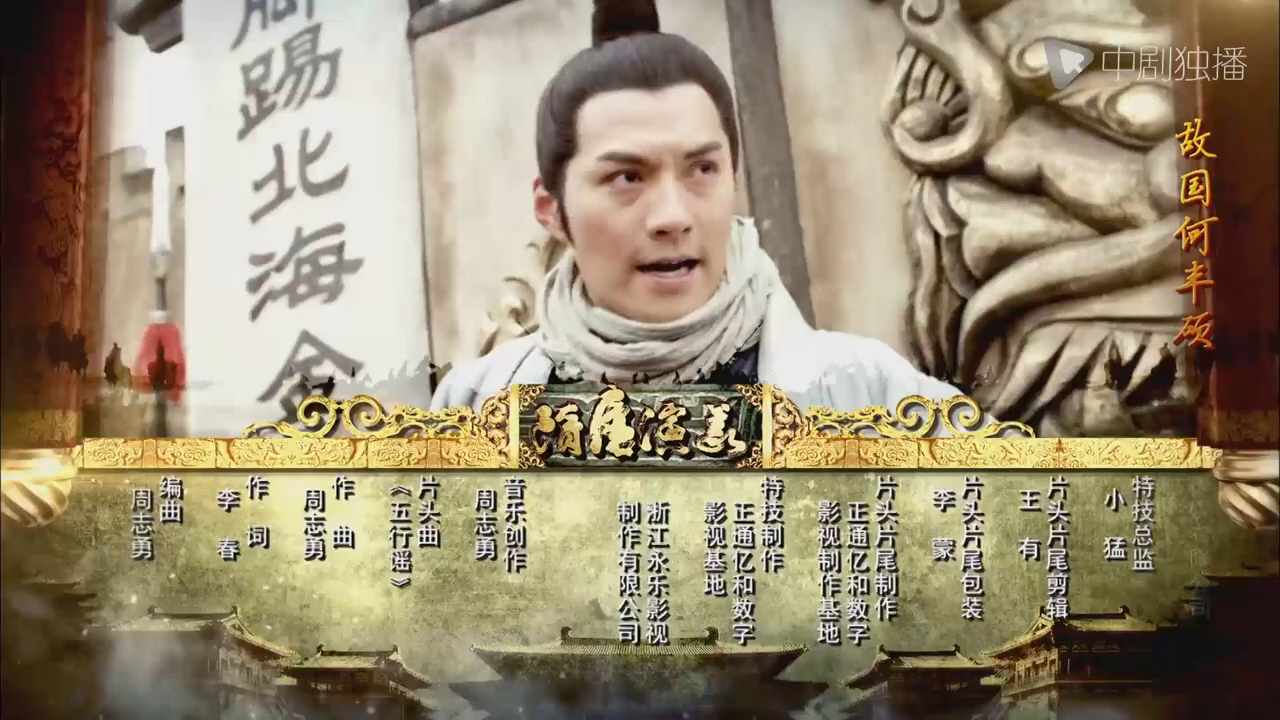 中剧独播
故国何丰硕
脚踢北海
隋唐演义
特技总监
小 猛
片头片尾剪辑
王 有
片头片尾包装
李 蒙
片头片尾制作
正通亿和数字
影视制作基地
特技制作
正通亿和数字
影视基地
浙江永乐影视
制作有限公司
音乐创作
周志勇
片头曲
《五行谣》
作 曲
周志勇
作 词
李 春
编曲
周志勇